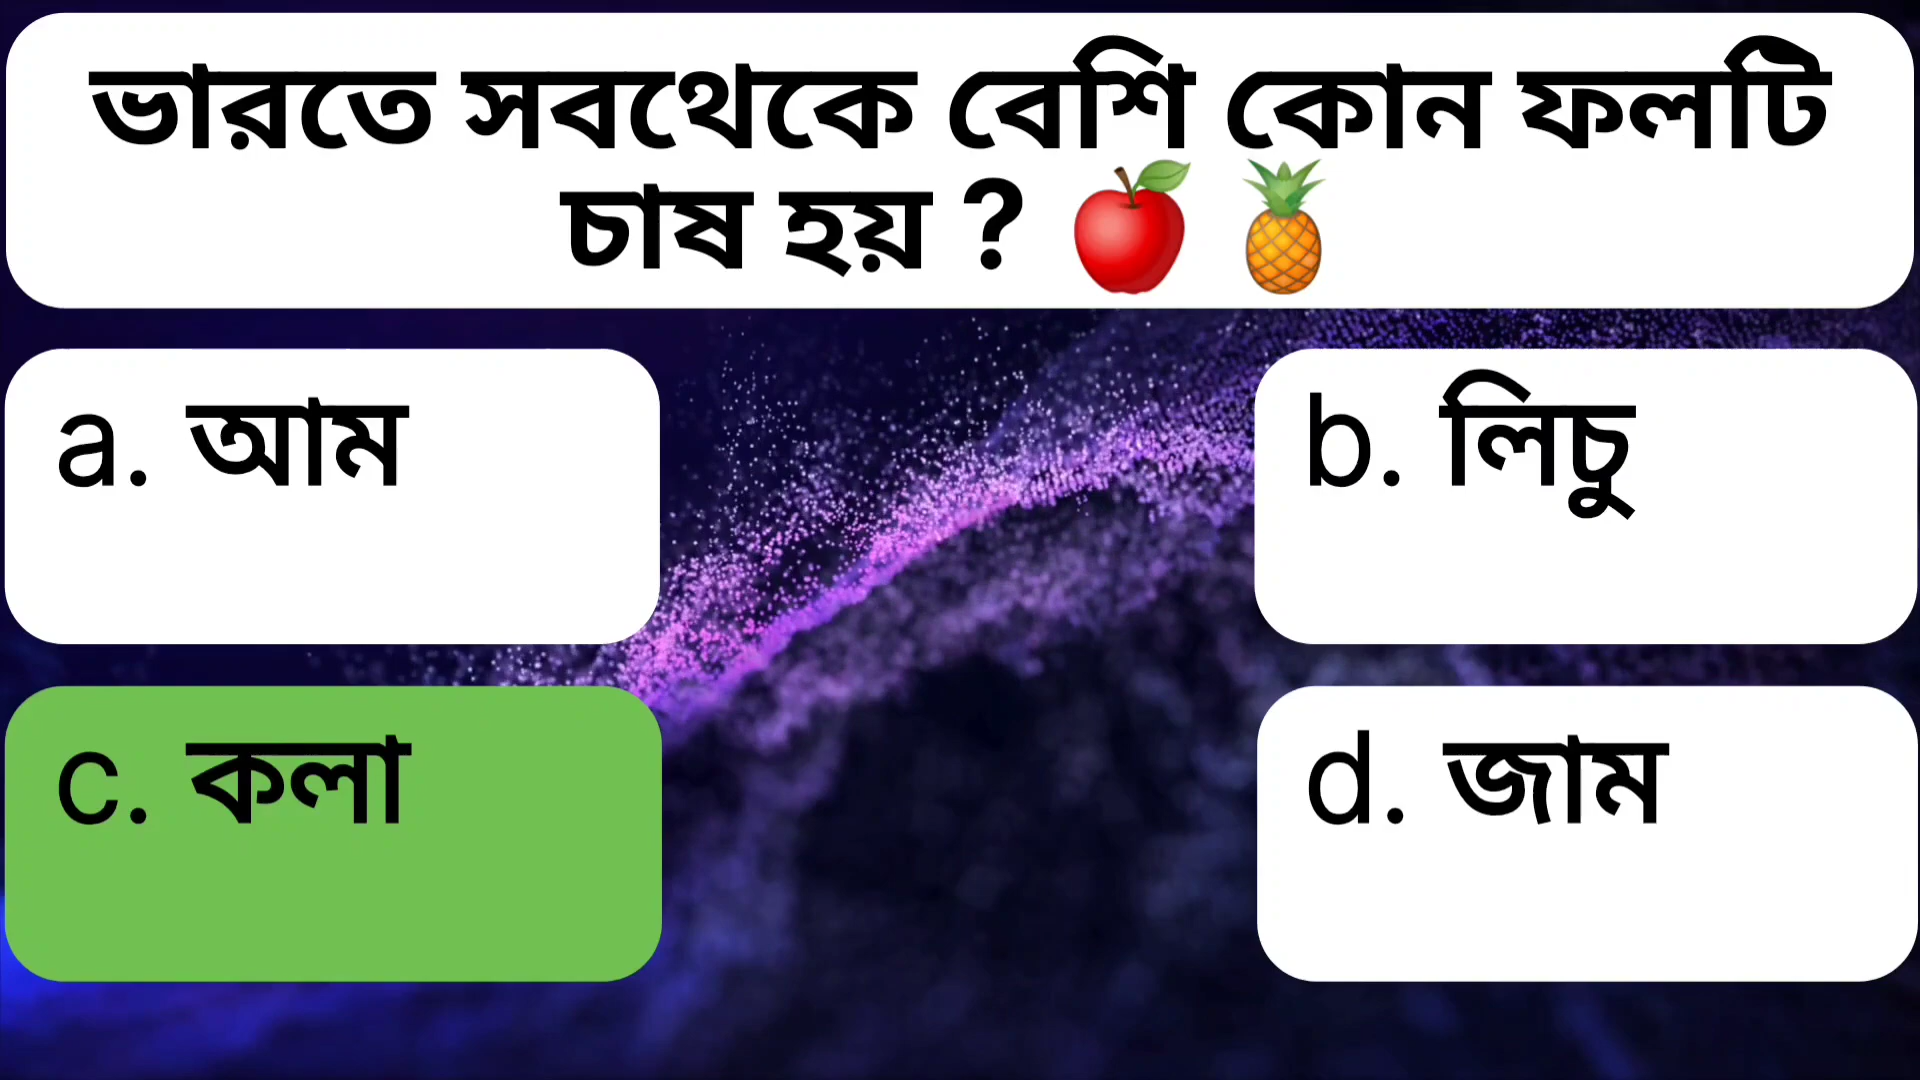 ভারতে সবথেকে বেশি কোন ফলটি
চাষ হয় ? 🍎 🍍
a. আম
b. লিচু
c. কলা
d. জাম